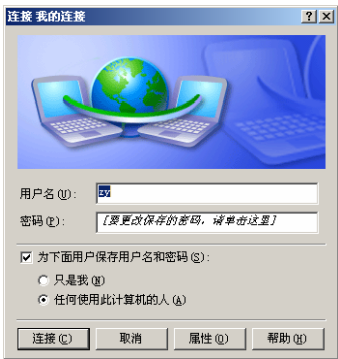 连接 我的连接
用户名(U):
zy
密码(P):
[要更改保存的密码，请单击这里]
为下面用户保存用户名和密码(S):
只是我(N)
任何使用此计算机的人(A)
连接(C) 取消 属性(O) 帮助(H)